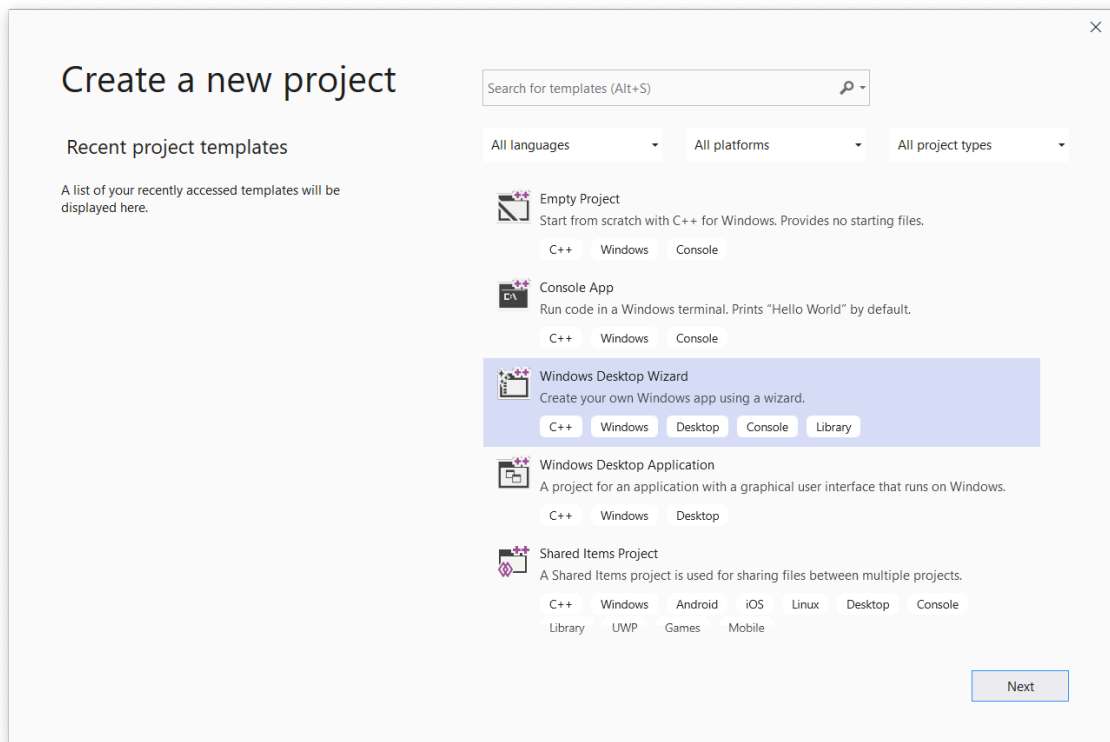 Create a new project
Recent project templates
A list of your recently accessed templates will be
displayed here.
Search for templates (Alt+S)
All languages
All platforms
All project types
Empty Project
Start from scratch with C++ for Windows. Provides no starting files.
C++ Windows Console
Console App
Run code in a Windows terminal. Prints "Hello World" by default.
C++ Windows Console
Windows Desktop Wizard
Create your own Windows app using a wizard.
C++ Windows Desktop Console Library
Windows Desktop Application
A project for an application with a graphical user interface that runs on Windows.
C++ Windows Desktop
Shared Items Project
A Shared Items project is used for sharing files between multiple projects.
C++ Windows Android iOS Linux Desktop Console
Library UWP Games Mobile
Next